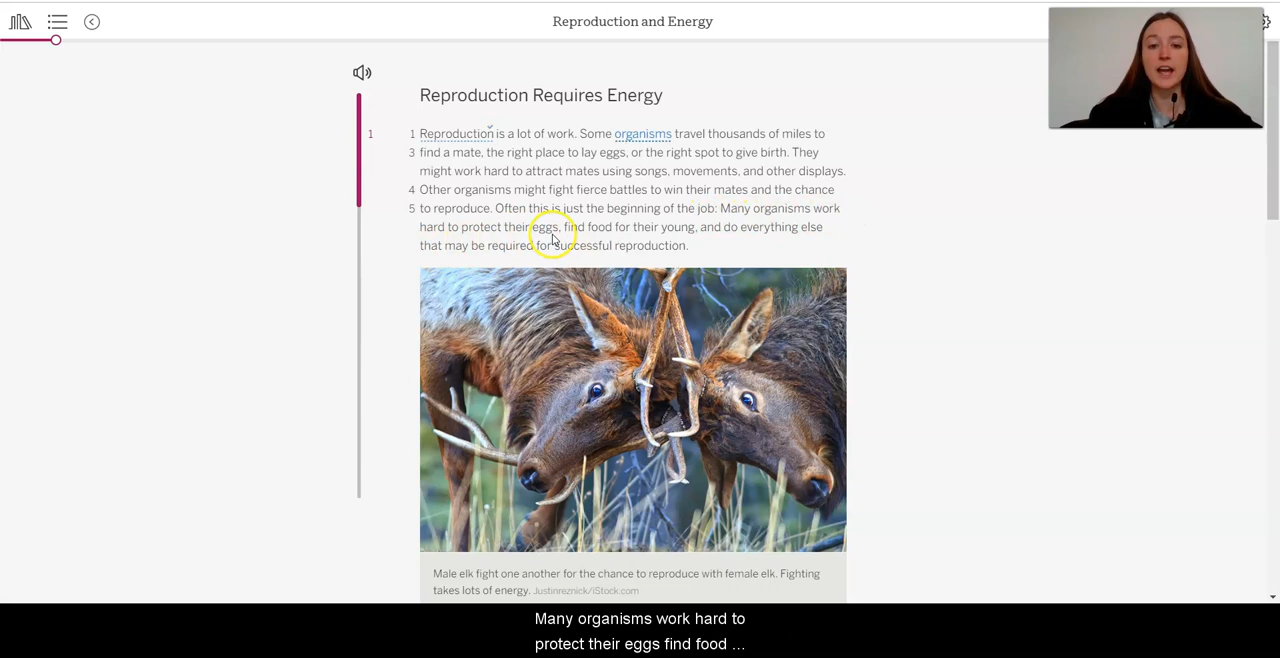 Reproduction and Energy
Reproduction Requires Energy
1 1 Reproduction is a lot of work. Some organisms travel thousands of miles to
3 find a mate, the right place to lay eggs, or the right spot to give birth. They
might work hard to attract mates using songs, movements, and other displays.
4 Other organisms might fight fierce battles to win their mates and the chance
5 to reproduce. Often this is just the beginning of the job: Many organisms work
hard to protect their eggs, find food for their young, and do everything else
that may be required for successful reproduction.
Male elk fight one another for the chance to reproduce with female elk. Fighting
takes lots of energy. Justinreznick/iStock.com
Many organisms work hard to
protect their eggs find food ...